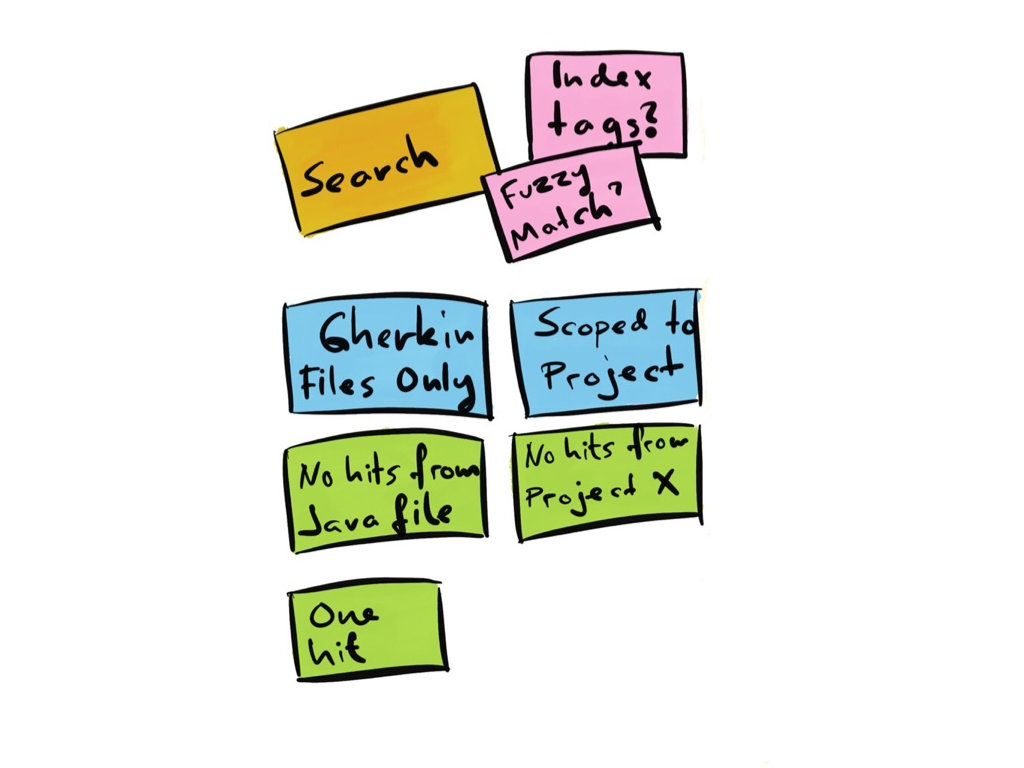 Search
Index
tags?
Fuzzy
Match?
Gherkin
Files Only
Scoped to
Project
No hits from
Java file
No hits from
Project X
One
hit